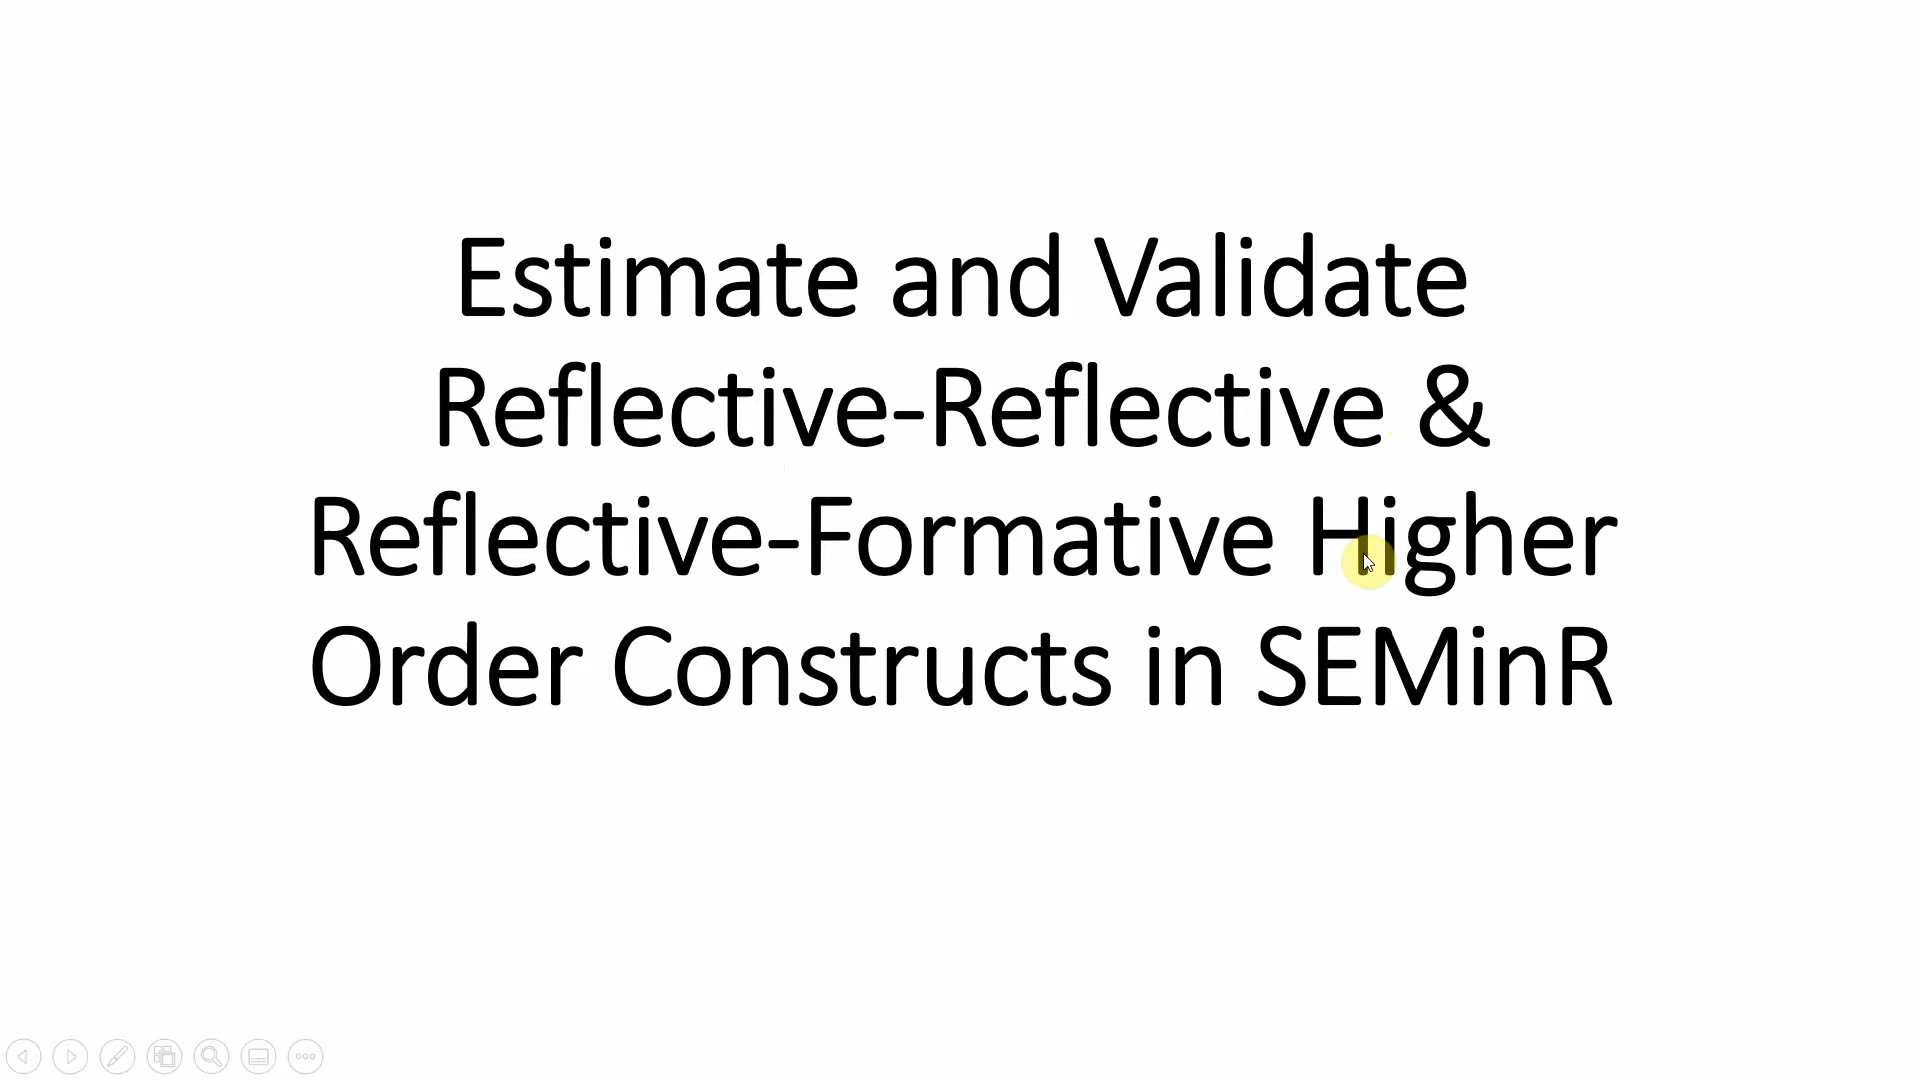 Estimate and Validate
Reflective-Reflective &
Reflective-Formative Higher
Order Constructs in SEMinR